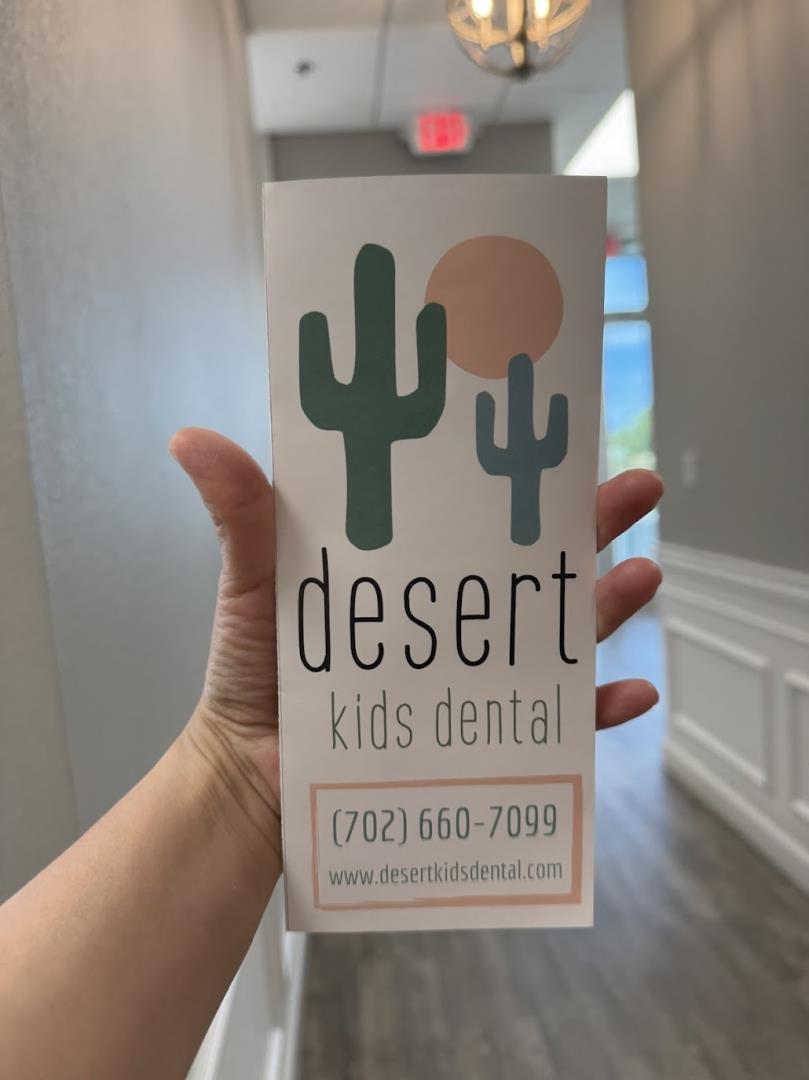 desert
kids dental
(702) 660-7099
www.desertkidsdental.com